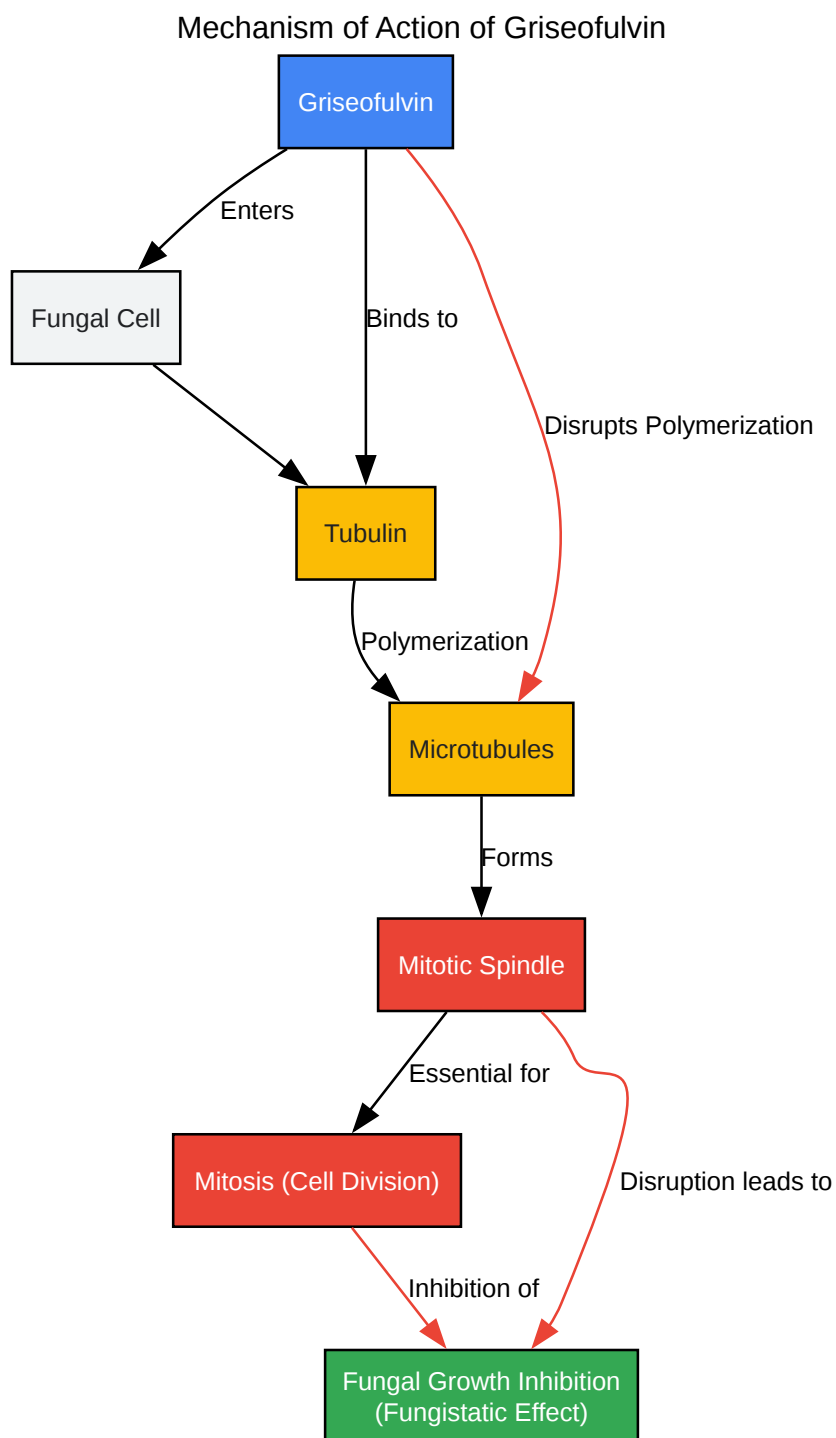 Mechanism of Action of Griseofulvin
Griseofulvin
Enters
Fungal Cell
Binds to
Disrupts Polymerization
Tubulin
Polymerization
Microtubules
Forms
Mitotic Spindle
Essential for
Mitosis (Cell Division)
Disruption leads to
Inhibition of
Fungal Growth Inhibition
(Fungistatic Effect)